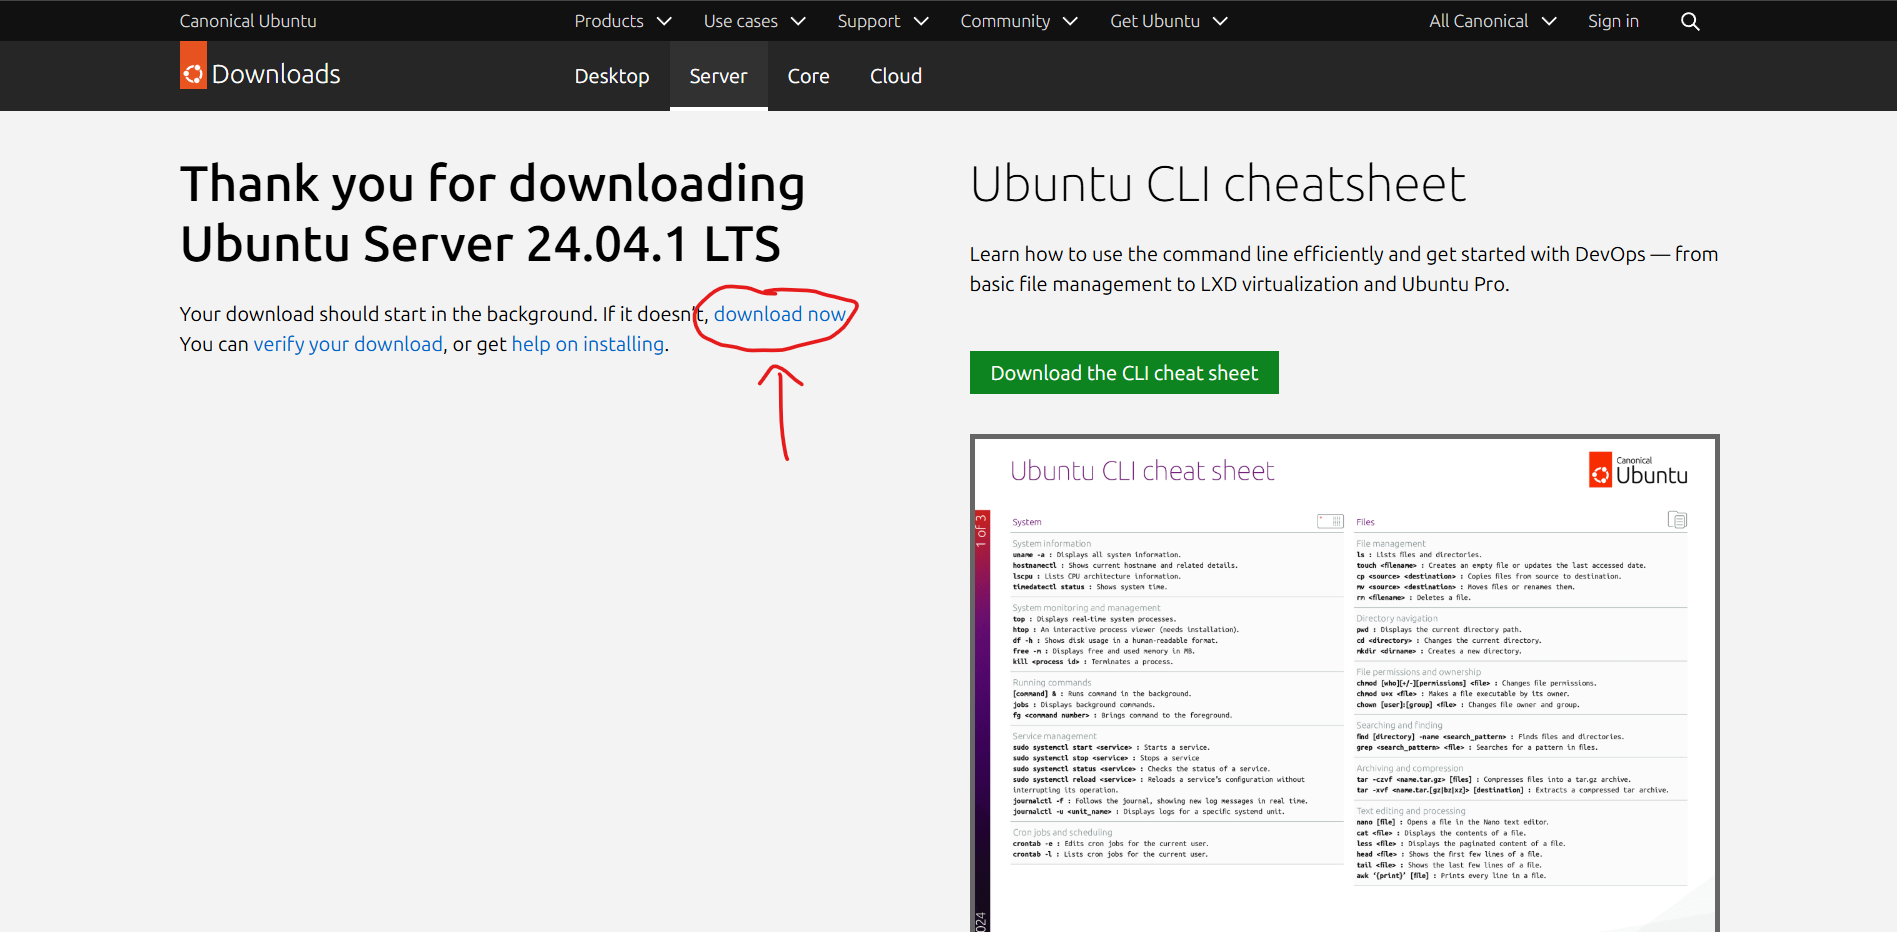 Canonical Ubuntu
Products
Use cases
Support
Community
Get Ubuntu
All Canonical
Sign in
Downloads
Desktop
Server
Core
Cloud
Thank you for downloading
Ubuntu Server 24.04.1 LTS
Your download should start in the background. If it doesn't, download now
You can verify your download, or get help on installing.
Ubuntu CLI cheatsheet
Learn how to use the command line efficiently and get started with DevOps — from
basic file management to LXD virtualization and Ubuntu Pro.
Download the CLI cheat sheet
Ubuntu CLI cheat sheet
Canonical
Ubuntu
1 of 3
System
System information
uname -a : Displays all system information.
hostnamectl : Shows current hostname and related details.
lscpu : Lists CPU architecture information.
timedatectl status : Shows system time.
System monitoring and management
top : Displays real-time system processes.
htop : An interactive process viewer (needs installation).
df -h : Shows disk usage in a human-readable format.
free -m : Displays free and used memory in MB.
kill <process id> : Terminates a process.
Running commands
[command] & : Runs command in the background.
jobs : Displays background commands.
fg <command number> : Brings command to the foreground.
Service management
sudo systemctl start <service> : Starts a service.
sudo systemctl stop <service> : Stops a service
sudo systemctl status <service> : Checks the status of a service.
sudo systemctl reload <service> : Reloads a service's configuration without
interrupting its operation.
journalctl -f : Follows the journal, showing new log messages in real time.
journalctl -u <unit_name> : Displays logs for a specific systemd unit.
Cron jobs and scheduling
crontab -e : Edits cron jobs for the current user.
crontab -l : Lists cron jobs for the current user.
Files
File management
ls : Lists files and directories.
touch <filename> : Creates an empty file or updates the last accessed date.
cp <source> <destination> : Copies files from source to destination.
mv <source> <destination> : Moves files or renames them.
rm <filename> : Deletes a file.
Directory navigation
pwd : Displays the current directory path.
cd <directory> : Changes the current directory.
mkdir <dirname> : Creates a new directory.
File permissions and ownership
chmod [who][+/-][permissions] <file> : Changes file permissions.
chmod u+x <file> : Makes a file executable by its owner.
chown [user]:[group] <file> : Changes file owner and group.
Searching and finding
find [directory] -name <search_pattern> : Finds files and directories.
grep <search_pattern> <file> : Searches for a pattern in files.
Archiving and compression
tar -czvf <name.tar.gz> [files] : Compresses files into a tar.gz archive.
tar -xvf <name.tar.[gz|bz|xz]> [destination] : Extracts a compressed tar archive.
Text editing and processing
nano [file] : Opens a file in the Nano text editor.
cat <file> : Displays the contents of a file.
less <file> : Displays the paginated content of a file.
head <file> : Shows the first few lines of a file.
tail <file> : Shows the last few lines of a file.
awk '{print}' [file] : Prints every line in a file.
024